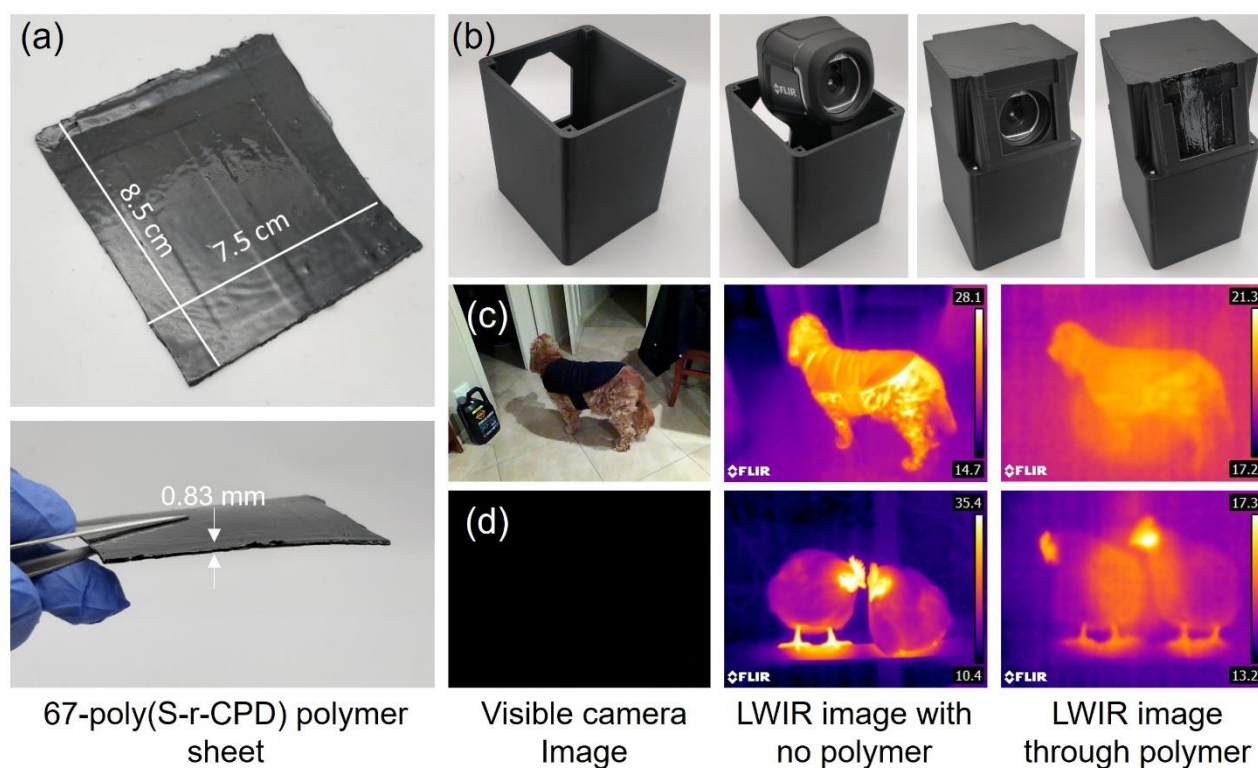 (a)
8.5 cm
7.5 cm
0.83 mm
67-poly(S-r-CPD) polymer
sheet
(b)
FLIR
(c)
28.1
14.7
FLIR
21.3
17.2
FLIR
(d)
35.4
10.4
FLIR
17.3
13.2
FLIR
Visible camera
Image
LWIR image with
no polymer
LWIR image
through polymer